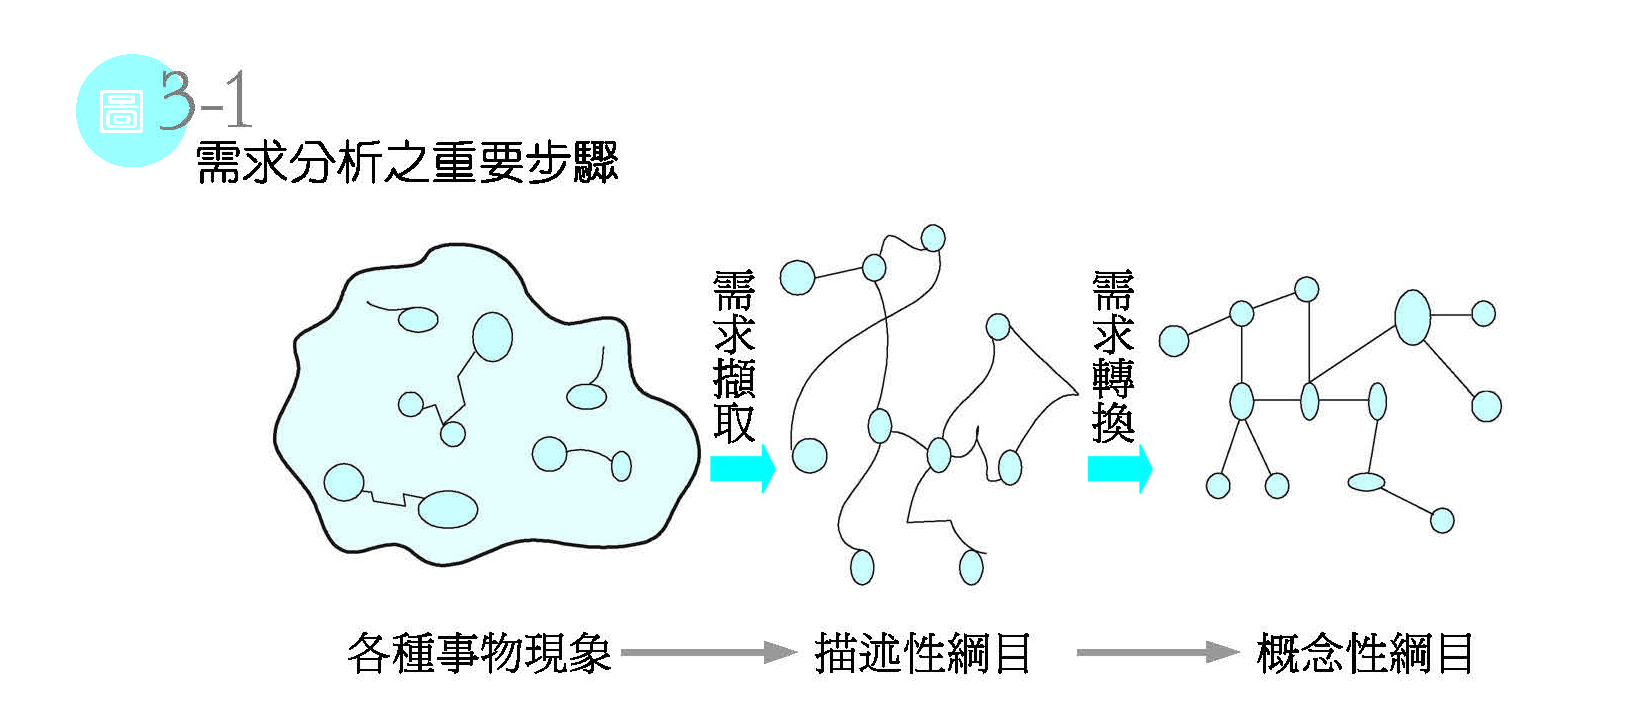 圖3-1
需求分析之重要步驟
需求擷取
需求轉換
各種事物現象
描述性綱目
概念性綱目